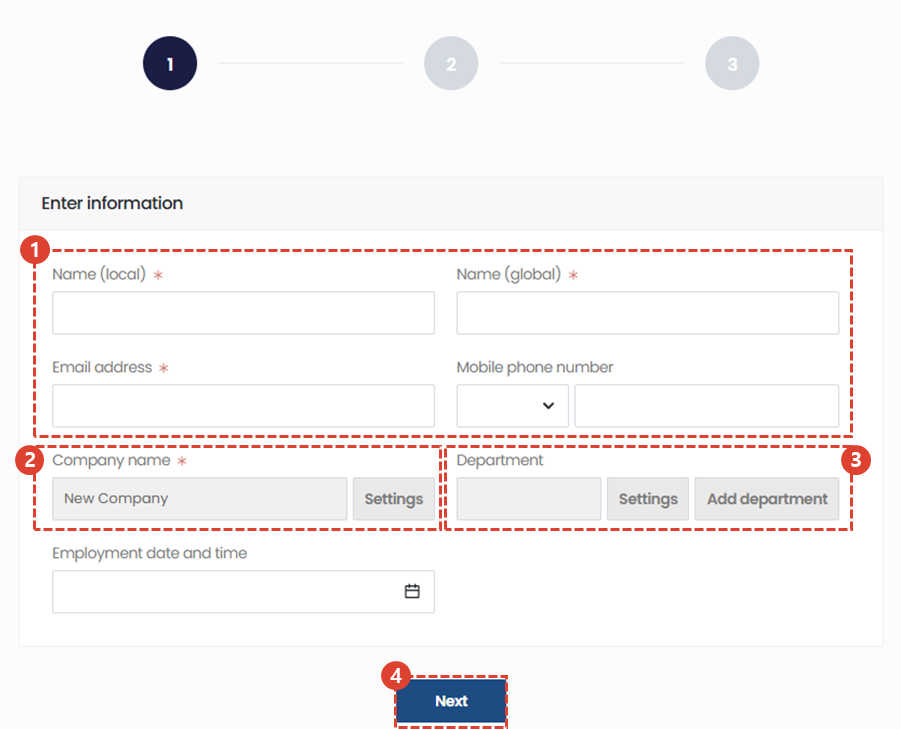 1 2 3
Enter information
1
Name (local) * Name (global) *
Email address * Mobile phone number
2 Company name * Department 3
New Company Settings Settings Add department
Employment date and time
4
Next